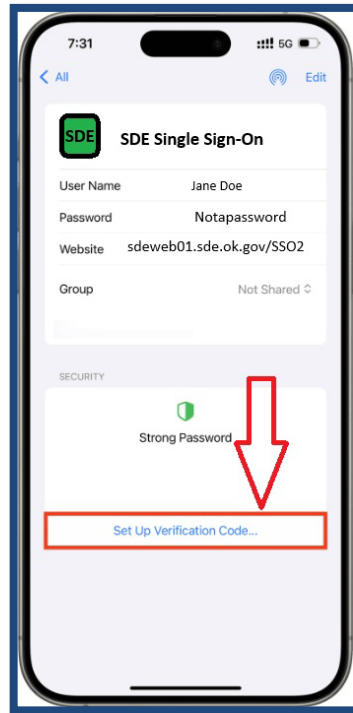 7:31 5G
All Edit
SDE SDE Single Sign-On
User Name Jane Doe
Password Notapassword
Website sdeweb01.sde.ok.gov/SSO2
Group Not Shared
SECURITY
Strong Password
Set Up Verification Code...